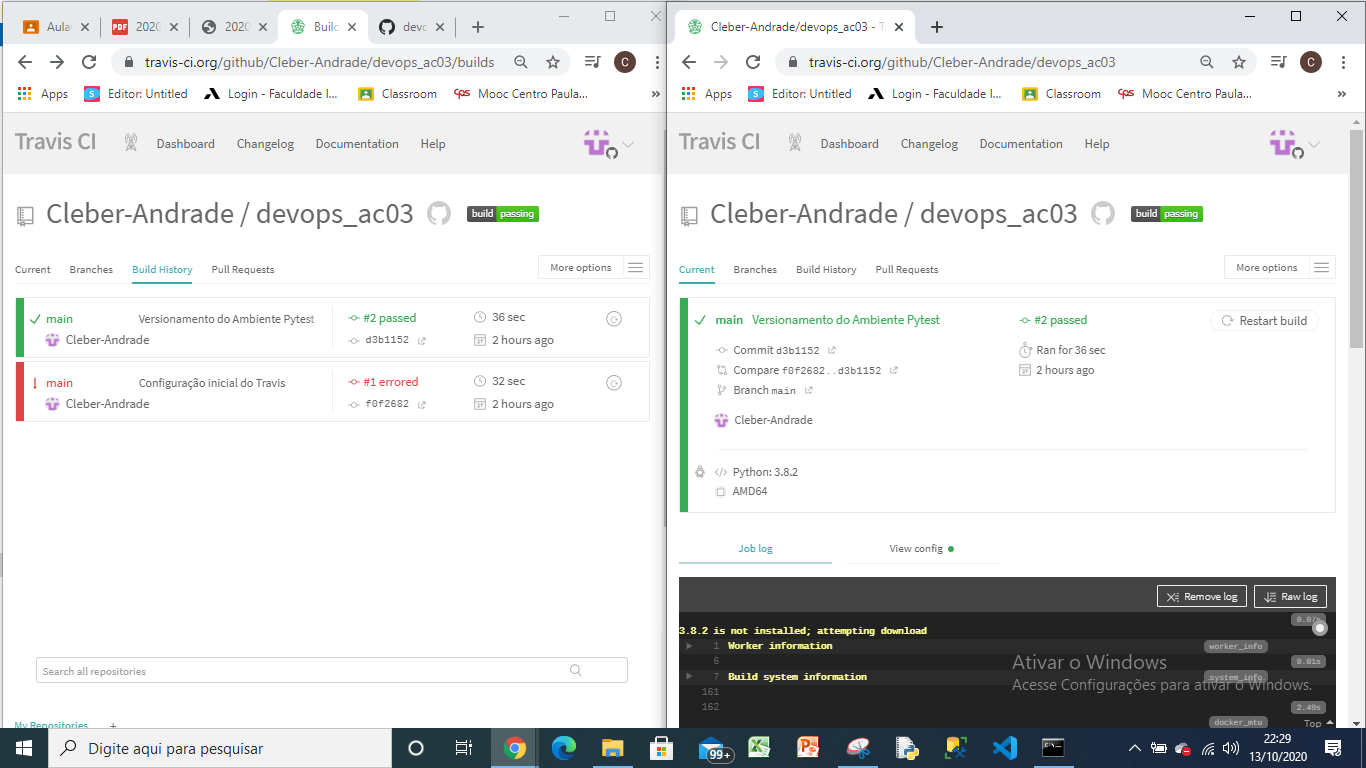 Aula
PDF 2020
2020
Build
devo
travis-ci.org/github/Cleber-Andrade/devops_ac03/builds
C
Apps
Editor: Untitled
Login - Faculdade I...
Classroom
Mooc Centro Paula...
»
Travis CI
Dashboard
Changelog
Documentation
Help
Cleber-Andrade / devops_ac03
build passing
Current
Branches
Build History
Pull Requests
More options
main
Versionamento do Ambiente Pytest
#2 passed
36 sec
Cleber-Andrade
d3b1152
2 hours ago
main
Configuração inicial do Travis
#1 errored
32 sec
Cleber-Andrade
f0f2682
2 hours ago
Search all repositories
My Repositories
+
Cleber-Andrade/devops_ac03 - T
travis-ci.org/github/Cleber-Andrade/devops_ac03
C
Apps
Editor: Untitled
Login - Faculdade I...
Classroom
Mooc Centro Paula...
»
Travis CI
Dashboard
Changelog
Documentation
Help
Cleber-Andrade / devops_ac03
build passing
Current
Branches
Build History
Pull Requests
More options
main Versionamento do Ambiente Pytest
#2 passed
Restart build
Commit d3b1152
Ran for 36 sec
Compare f0f2682..d3b1152
2 hours ago
Branch main
Cleber-Andrade
Python: 3.8.2
AMD64
Job log
View config
Remove log
Raw log
0.07s
3.8.2 is not installed; attempting download
1 Worker information
worker_info
6
0.01s
7 Build system information
system_info
161
162
2.49s
docker_mtu
Top
Ativar o Windows
Acesse Configurações para ativar o Windows.
Digite aqui para pesquisar
99+
22:29
13/10/2020